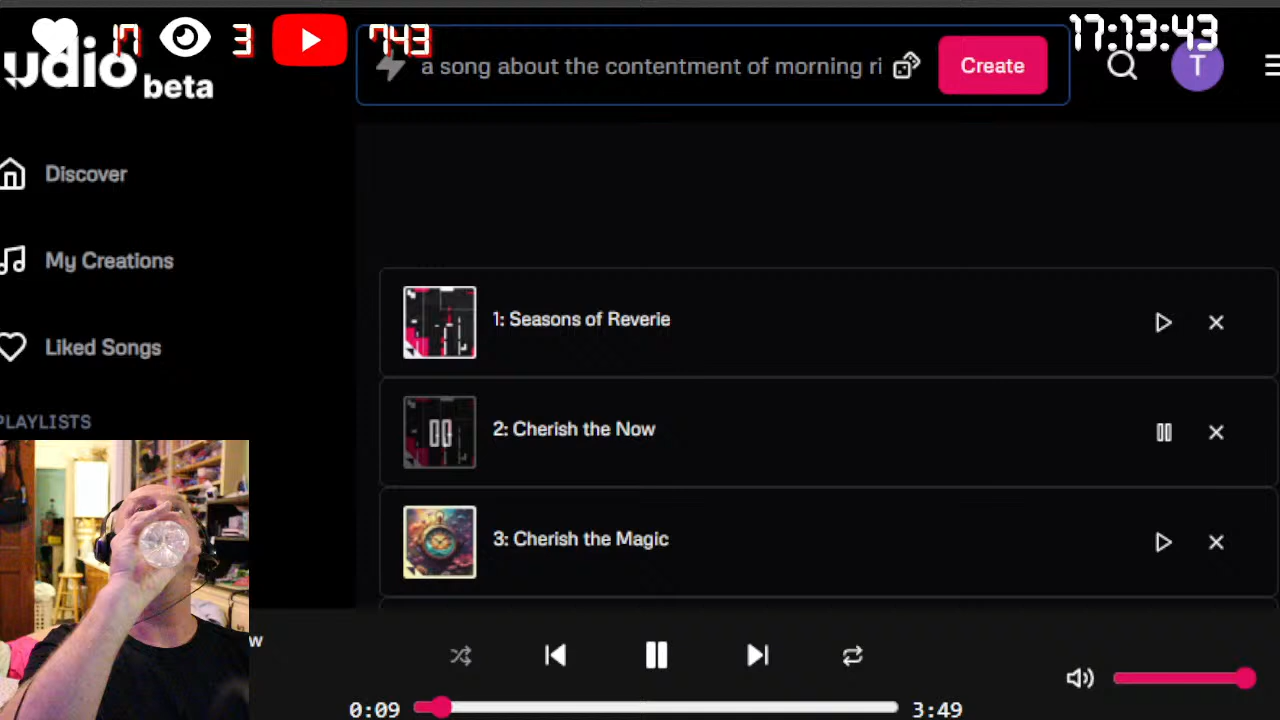 17 3 743 17:13:43
udio beta
a song about the contentment of morning ri
Create
T
Discover
My Creations
Liked Songs
PLAYLISTS
1: Seasons of Reverie
2: Cherish the Now
3: Cherish the Magic
w
0:09 3:49